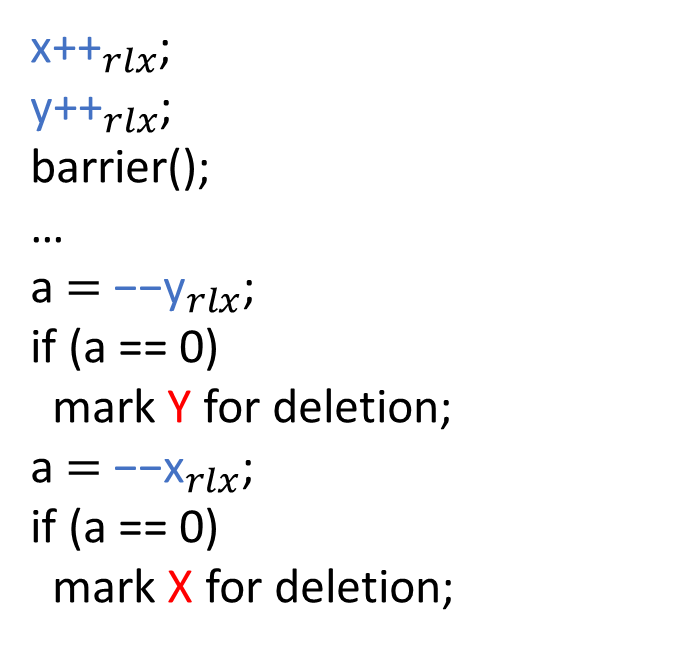 x++rlx;
y++rlx;
barrier();
…
a = −−yrlx;
if (a == 0)
mark Y for deletion;
a = −−xrlx;
if (a == 0)
mark X for deletion;